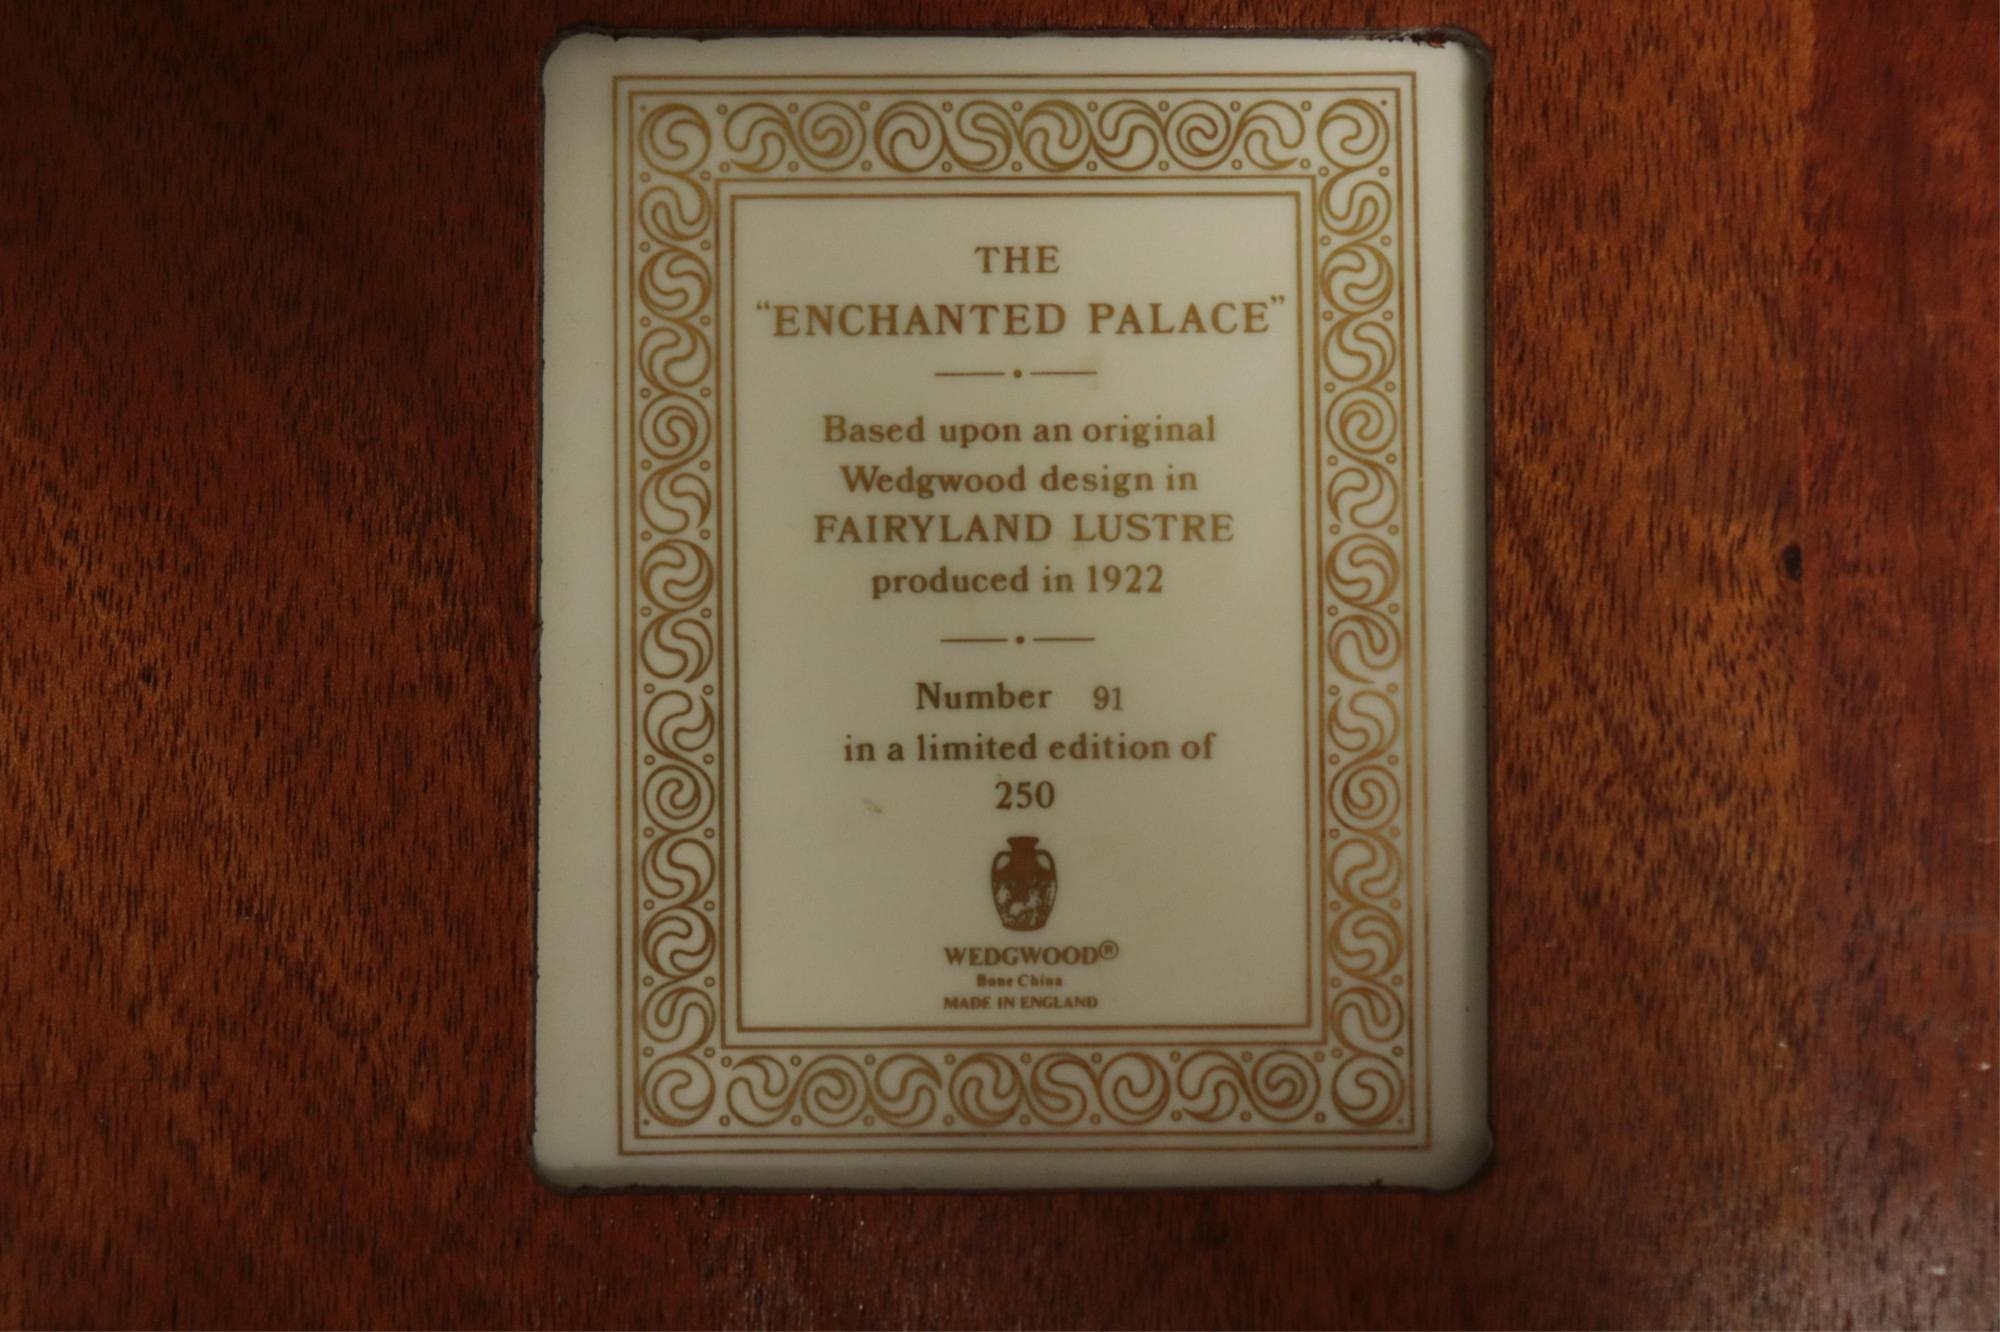 THE
“ENCHANTED PALACE”
Based upon an original
Wedgwood design in
FAIRYLAND LUSTRE
produced in 1922
Number 91
in a limited edition of
250
WEDGWOOD®
Bone China
MADE IN ENGLAND